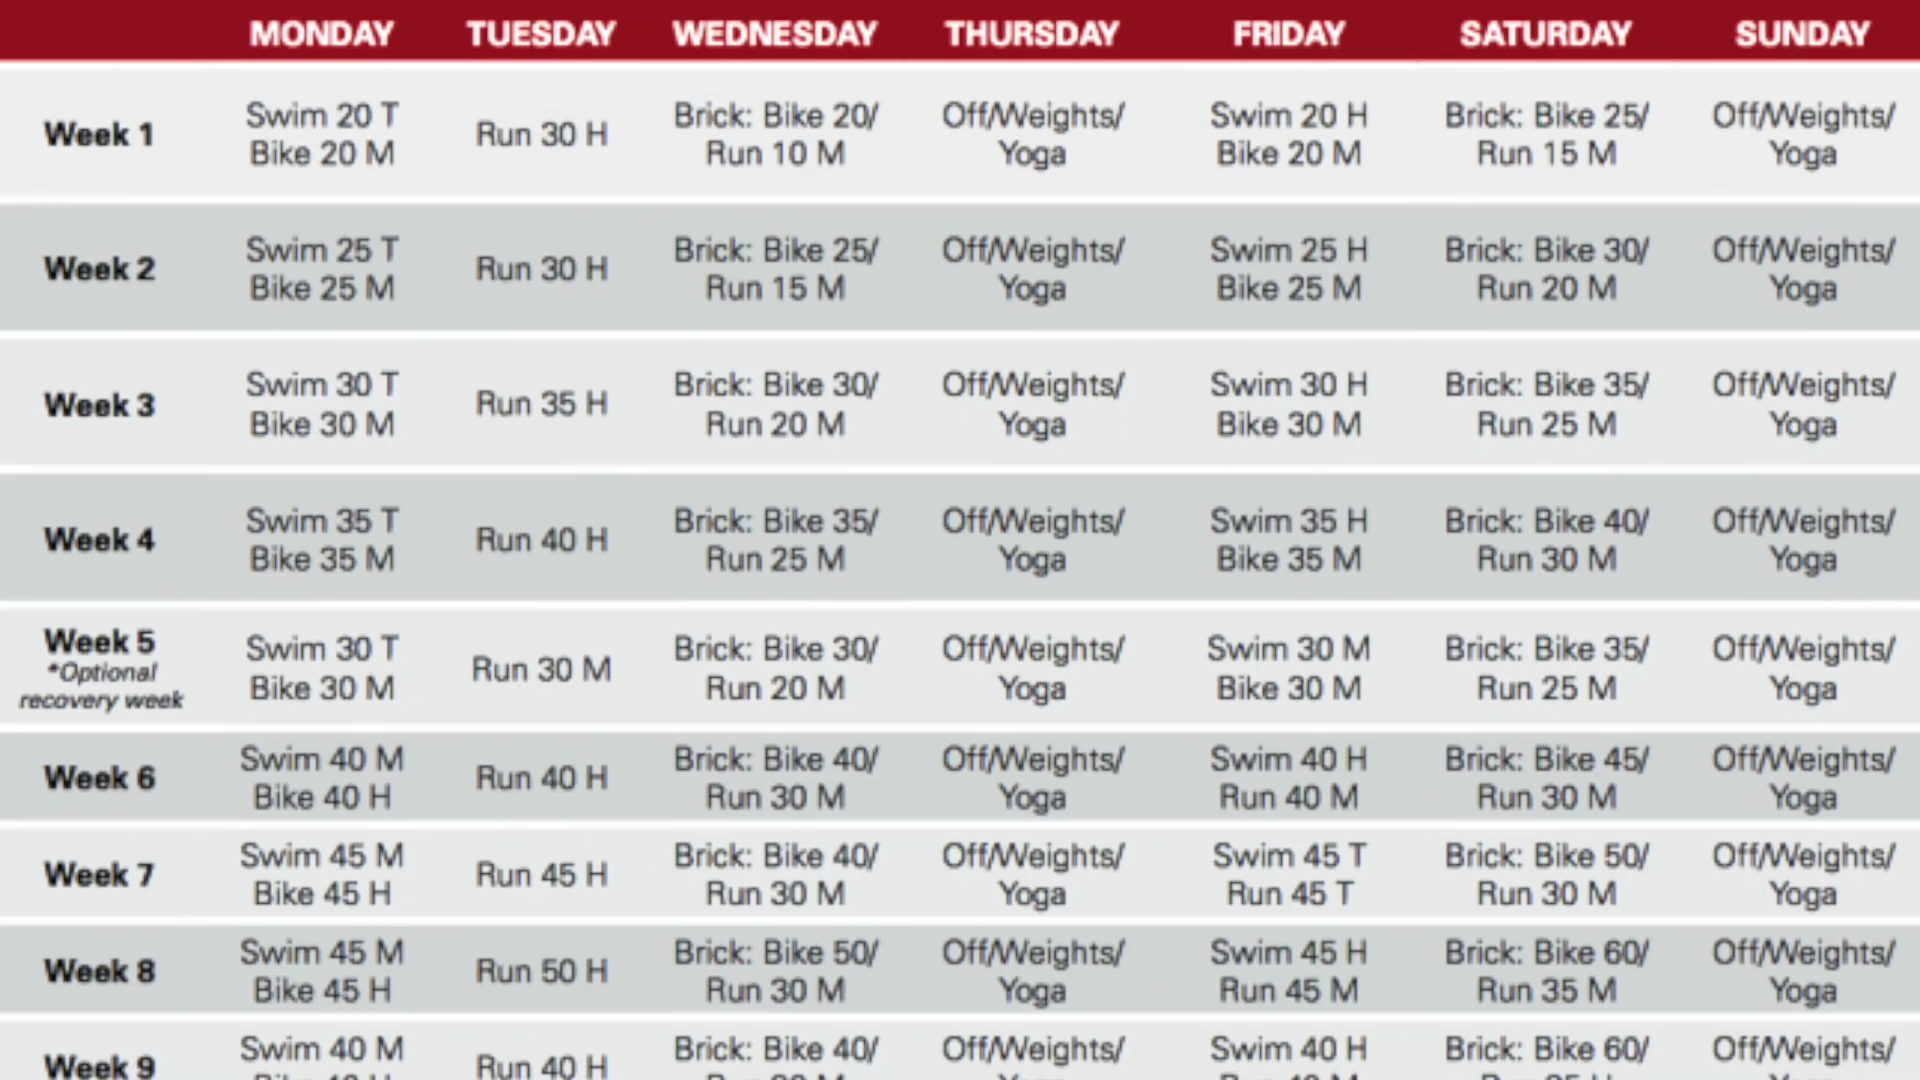 MONDAY TUESDAY WEDNESDAY THURSDAY FRIDAY SATURDAY SUNDAY
Week 1
Swim 20 T
Bike 20 M
Run 30 H
Brick: Bike 20/
Run 10 M
Off/Weights/
Yoga
Swim 20 H
Bike 20 M
Brick: Bike 25/
Run 15 M
Off/Weights/
Yoga
Week 2
Swim 25 T
Bike 25 M
Run 30 H
Brick: Bike 25/
Run 15 M
Off/Weights/
Yoga
Swim 25 H
Bike 25 M
Brick: Bike 30/
Run 20 M
Off/Weights/
Yoga
Week 3
Swim 30 T
Bike 30 M
Run 35 H
Brick: Bike 30/
Run 20 M
Off/Weights/
Yoga
Swim 30 H
Bike 30 M
Brick: Bike 35/
Run 25 M
Off/Weights/
Yoga
Week 4
Swim 35 T
Bike 35 M
Run 40 H
Brick: Bike 35/
Run 25 M
Off/Weights/
Yoga
Swim 35 H
Bike 35 M
Brick: Bike 40/
Run 30 M
Off/Weights/
Yoga
Week 5
*Optional
recovery week
Swim 30 T
Bike 30 M
Run 30 M
Brick: Bike 30/
Run 20 M
Off/Weights/
Yoga
Swim 30 M
Bike 30 M
Brick: Bike 35/
Run 25 M
Off/Weights/
Yoga
Week 6
Swim 40 M
Bike 40 H
Run 40 H
Brick: Bike 40/
Run 30 M
Off/Weights/
Yoga
Swim 40 H
Run 40 M
Brick: Bike 45/
Run 30 M
Off/Weights/
Yoga
Week 7
Swim 45 M
Bike 45 H
Run 45 H
Brick: Bike 40/
Run 30 M
Off/Weights/
Yoga
Swim 45 T
Run 45 T
Brick: Bike 50/
Run 30 M
Off/Weights/
Yoga
Week 8
Swim 45 M
Bike 45 H
Run 50 H
Brick: Bike 50/
Run 30 M
Off/Weights/
Yoga
Swim 45 H
Run 45 M
Brick: Bike 60/
Run 35 M
Off/Weights/
Yoga
Week 9
Swim 40 M
Run 40 H
Brick: Bike 40/
Off/Weights/
Swim 40 H
Brick: Bike 60/
Off/Weights/